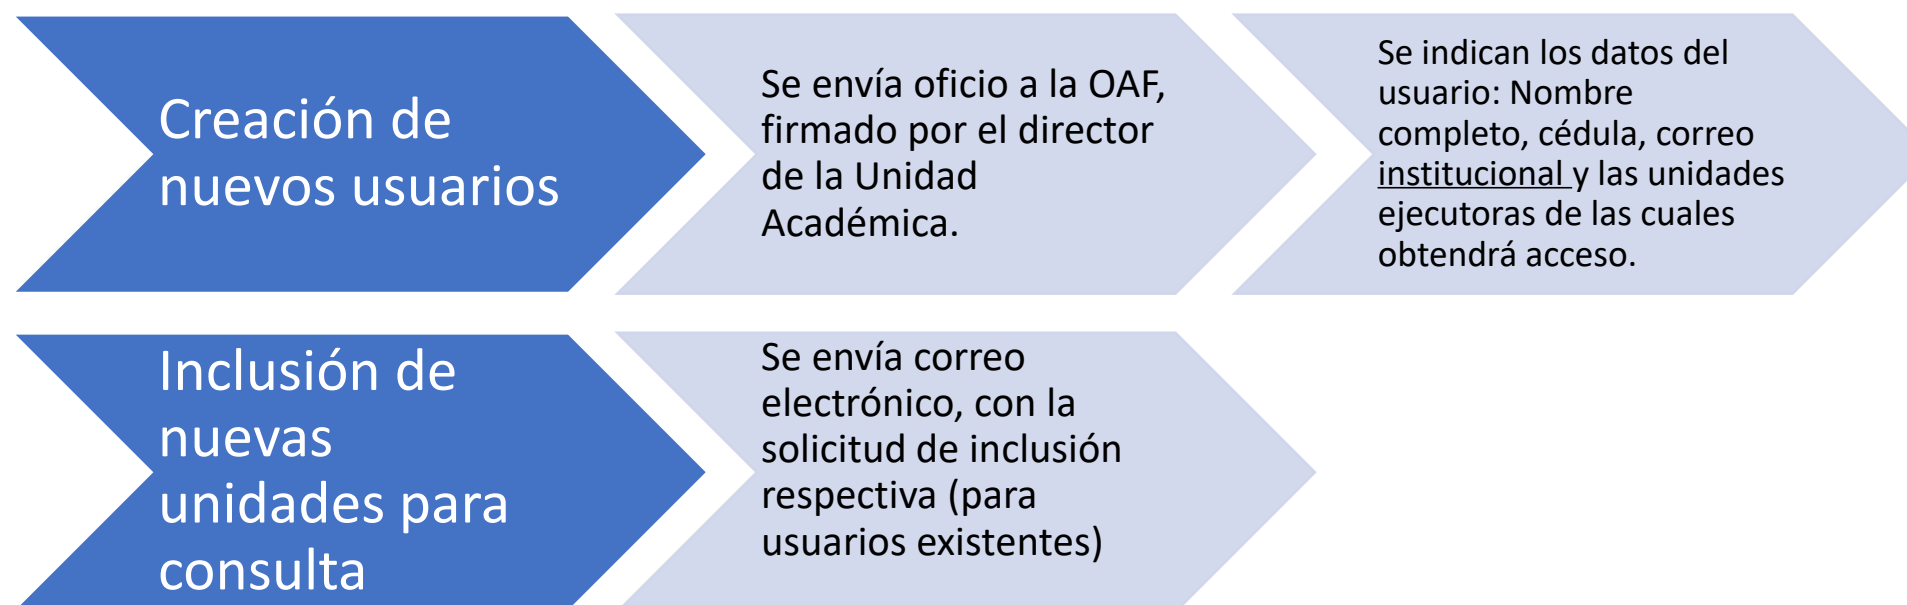 Creación de
nuevos usuarios
Se envía oficio a la OAF,
firmado por el director
de la Unidad
Académica.
Se indican los datos del
usuario: Nombre
completo, cédula, correo
institucional y las unidades
ejecutoras de las cuales
obtendrá acceso.
Inclusión de
nuevas
unidades para
consulta
Se envía correo
electrónico, con la
solicitud de inclusión
respectiva (para
usuarios existentes)